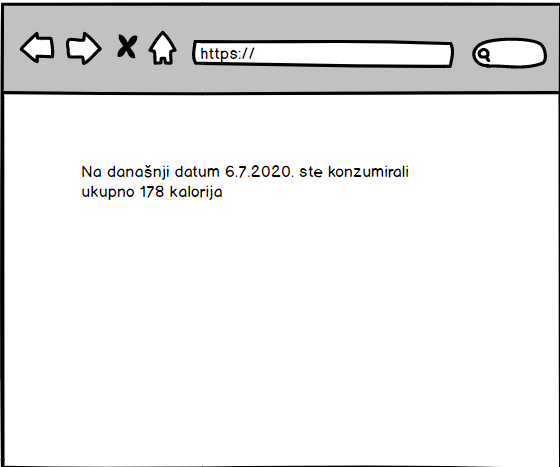 https://
Na današnji datum 6.7.2020. ste konzumirali
ukupno 178 kalorija